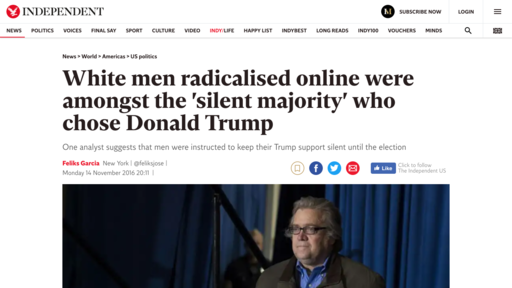 INDEPENDENT
M SUBSCRIBE NOW LOGIN
NEWS POLITICS VOICES FINAL SAY SPORT CULTURE VIDEO INDY/LIFE HAPPY LIST INDYBEST LONG READS INDY100 VOUCHERS MINDS
News > World > Americas > US politics
White men radicalised online were
amongst the 'silent majority' who
chose Donald Trump
One analyst suggests that men were instructed to keep their Trump support silent until the election
Feliks Garcia New York | @feliksjose |
Monday 14 November 2016 20:11 |
Like
Click to follow
The Independent US